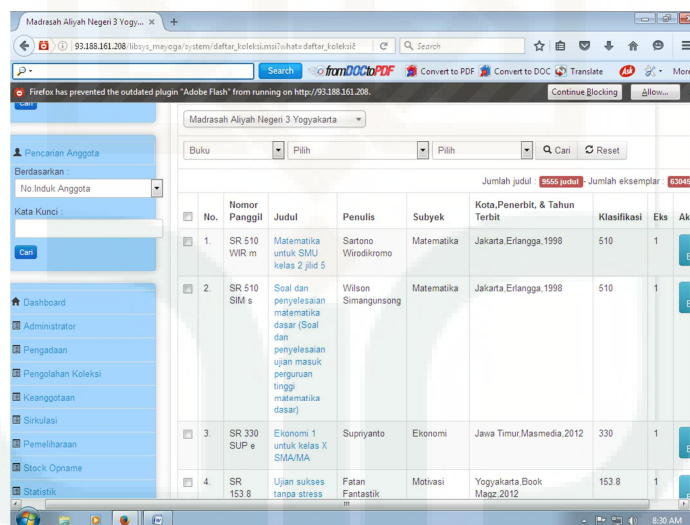 Madrasah Aliyah Negeri 3 Yogy...
93.188.161.208/libsys_mayoga/system/daftar_koleksi.msi?what=daftar_koleksi
Search
Search
fromDOCtoPDF
Convert to PDF
Convert to DOC
Translate
More
Firefox has prevented the outdated plugin "Adobe Flash" from running on http://93.188.161.208.
Continue Blocking
Allow...
Cari
Pencarian Anggota
Berdasarkan :
No.Induk Anggota
Kata Kunci :
Cari
Dashboard
Administrator
Pengadaan
Pengolahan Koleksi
Keanggotaan
Sirkulasi
Pemeliharaan
Stock Opname
Statistik
Madrasah Aliyah Negeri 3 Yogyakarta
Buku
Pilih
Pilih
Cari
Reset
Jumlah judul : 9555 judul - Jumlah eksemplar : 63045
No.
Nomor
Panggil
Judul
Penulis
Subyek
Kota,Penerbit, & Tahun
Terbit
Klasifikasi
Eks
1.
SR 510
WIR m
Matematika
untuk SMU
kelas 2 jilid 5
Sartono
Wirodikromo
Matematika
Jakarta,Erlangga,1998
510
1
2.
SR 510
SIM s
Soal dan
penyelesaian
matematika
dasar (Soal
dan
penyelesaian
ujian masuk
perguruan
tinggi
matematika
dasar)
Wilson
Simangunsong
Matematika
Jakarta,Erlangga,1998
510
1
3.
SR 330
SUP e
Ekonomi 1
untuk kelas X
SMA/MA
Supriyanto
Ekonomi
Jawa Timur,Masmedia,2012
330
1
4.
SR
153.8
Ujian sukses
tanpa stress
Fatan
Fantastik
Motivasi
Yogyakarta,Book
Magz,2012
153.8
1
8:30 AM